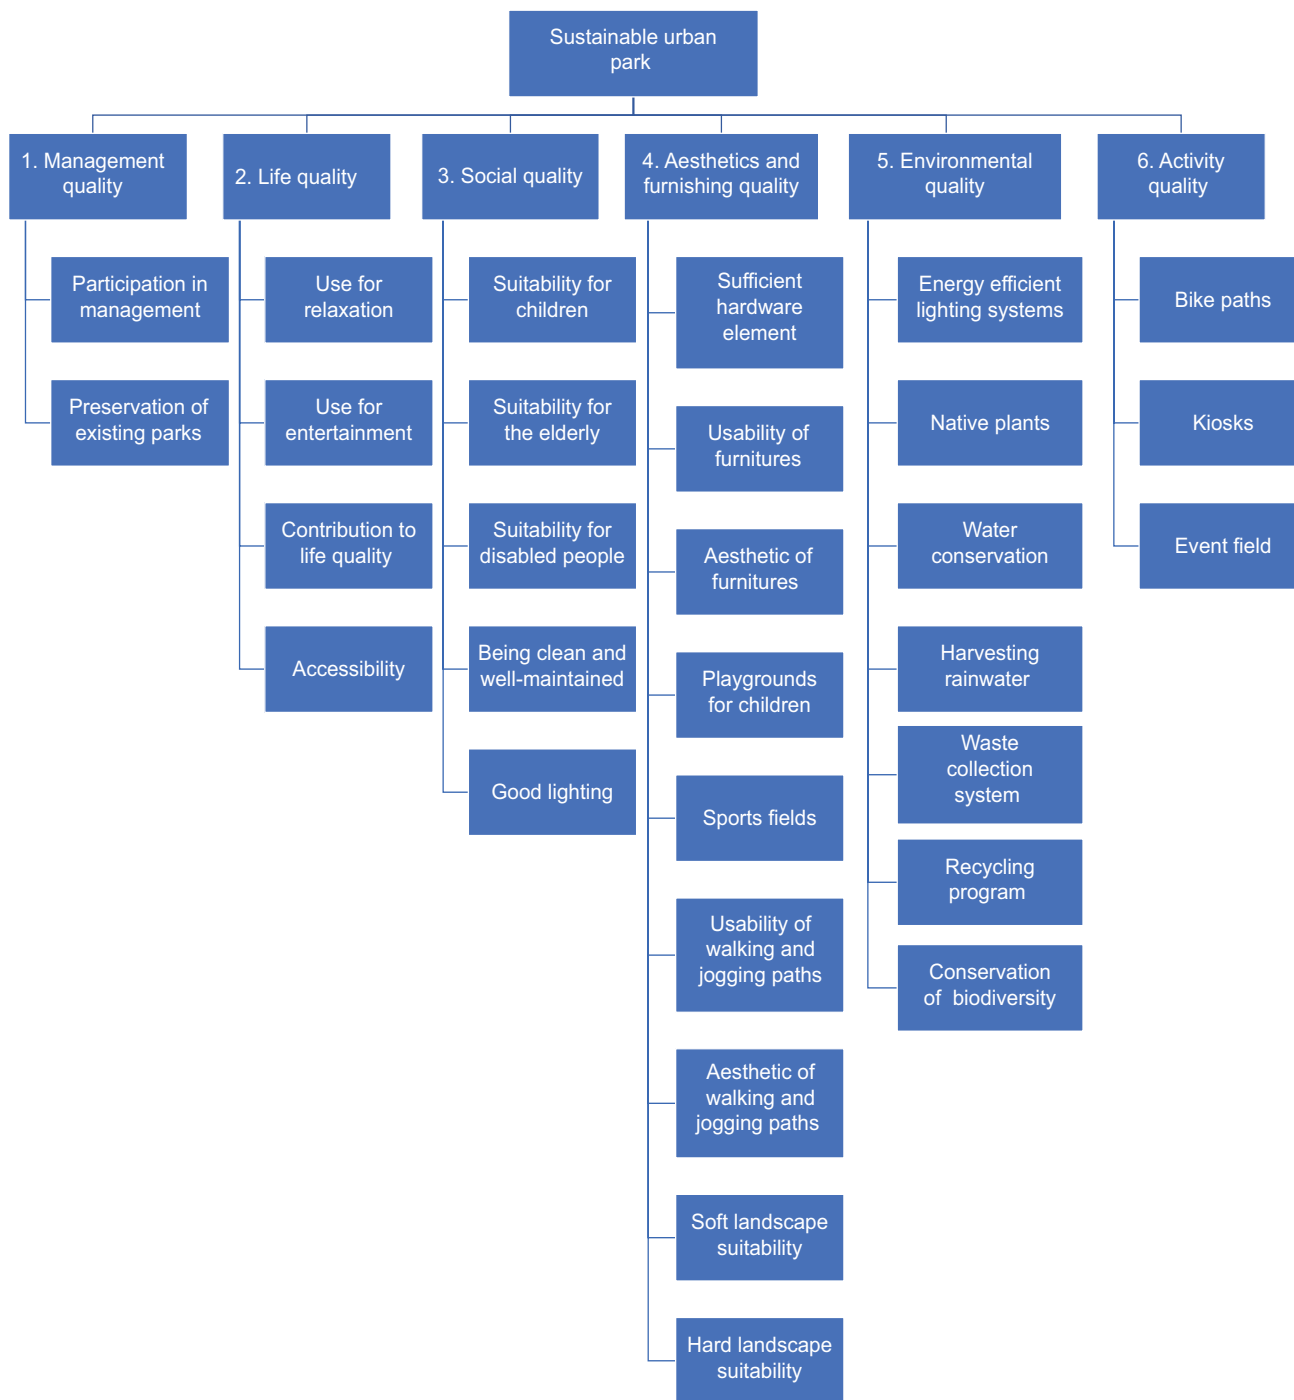 Sustainable urban
park
1. Management
quality
2. Life quality
3. Social quality
4. Aesthetics and
furnishing quality
5. Environmental
quality
6. Activity
quality
Participation in
management
Preservation of
existing parks
Use for
relaxation
Use for
entertainment
Contribution to
life quality
Accessibility
Suitability for
children
Suitability for
the elderly
Suitability for
disabled people
Being clean and
well-maintained
Good lighting
Sufficient
hardware
element
Usability of
furnitures
Aesthetic of
furnitures
Playgrounds
for children
Sports fields
Usability of
walking and
jogging paths
Aesthetic of
walking and
jogging paths
Soft landscape
suitability
Hard landscape
suitability
Energy efficient
lighting systems
Native plants
Water
conservation
Harvesting
rainwater
Waste
collection
system
Recycling
program
Conservation
of  biodiversity
Bike paths
Kiosks
Event field